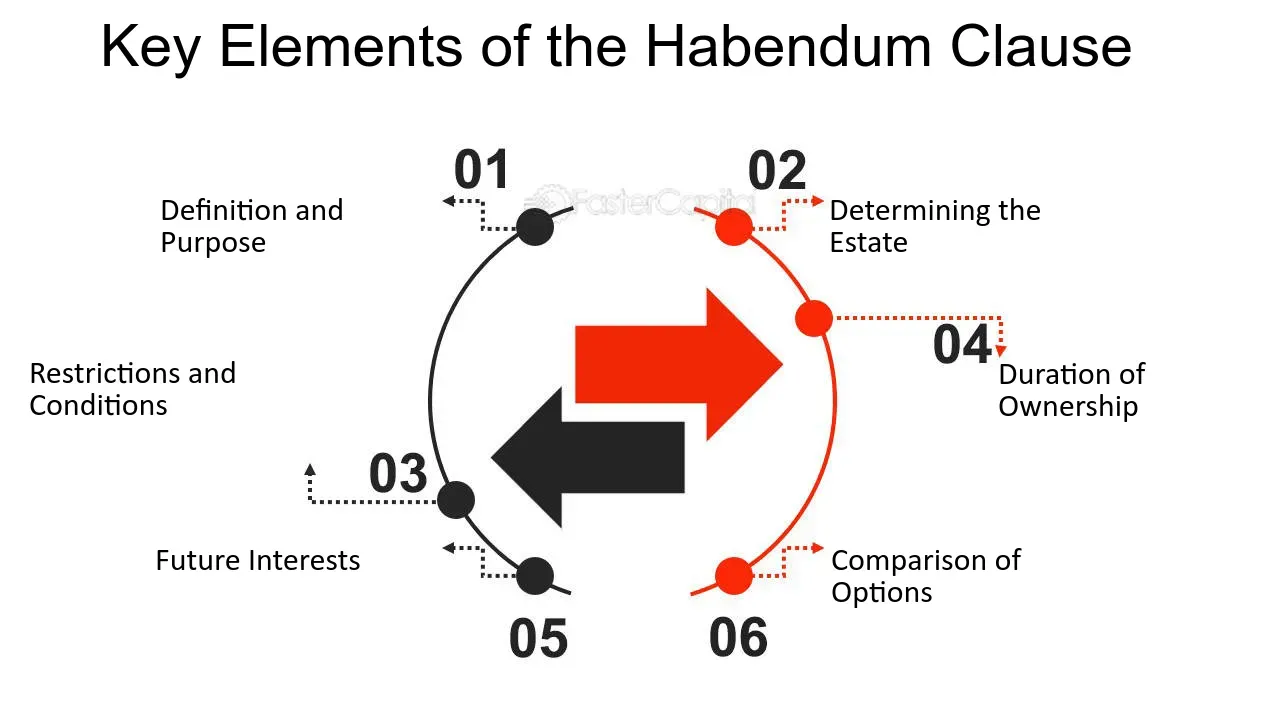 Key Elements of the Habendum Clause
01
Definition and
Purpose
FasterCapital
02
Determining the
Estate
03
Restrictions and
Conditions
04
Duration of
Ownership
05
Future Interests
06
Comparison of
Options